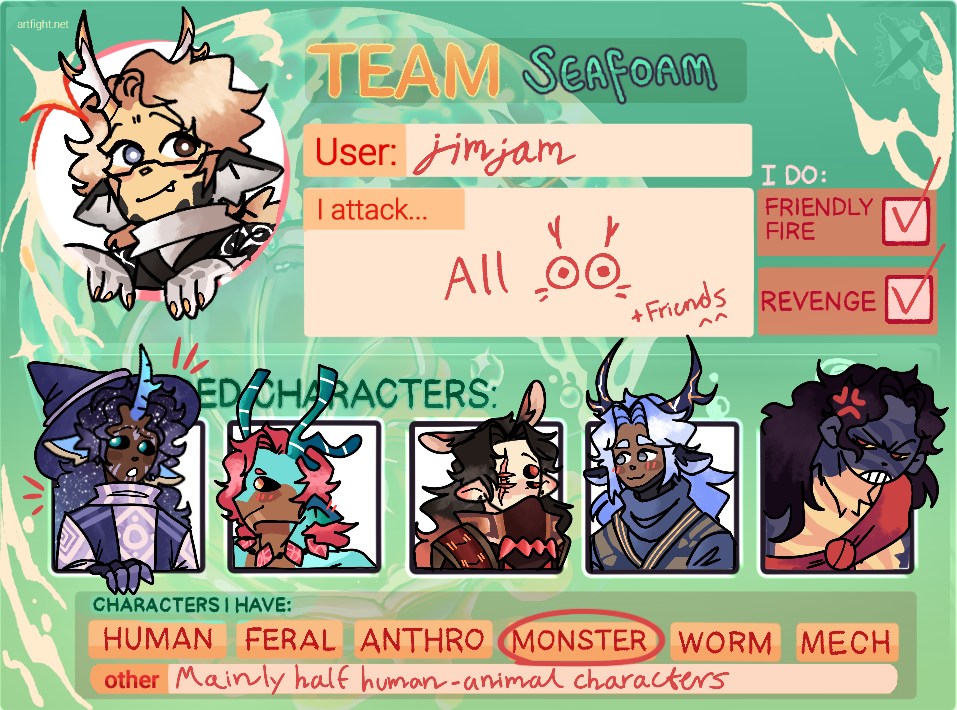 artfight.net
TEAM SEAFOAM
User: jimjam
I attack...
All
+Friends
I DO:
FRIENDLY
FIRE
REVENGE
ED CHARACTERS:
CHARACTERS I HAVE:
HUMAN FERAL ANTHRO MONSTER WORM MECH
other Mainly half human-animal characters